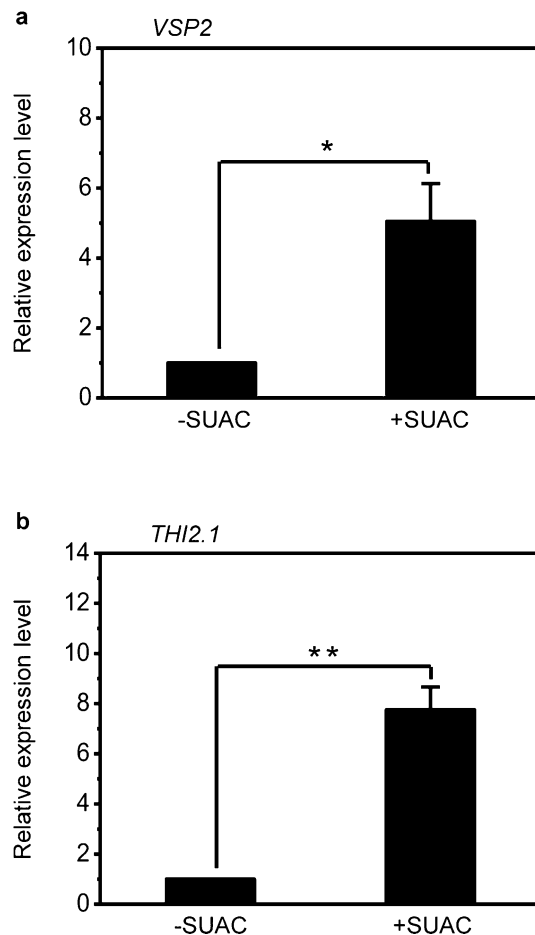 a
VSP2
10
8
6
4
2
0
Relative expression level
*
-SUAC
+SUAC
b
THI2.1
14
12
10
8
6
4
2
0
Relative expression level
**
-SUAC
+SUAC